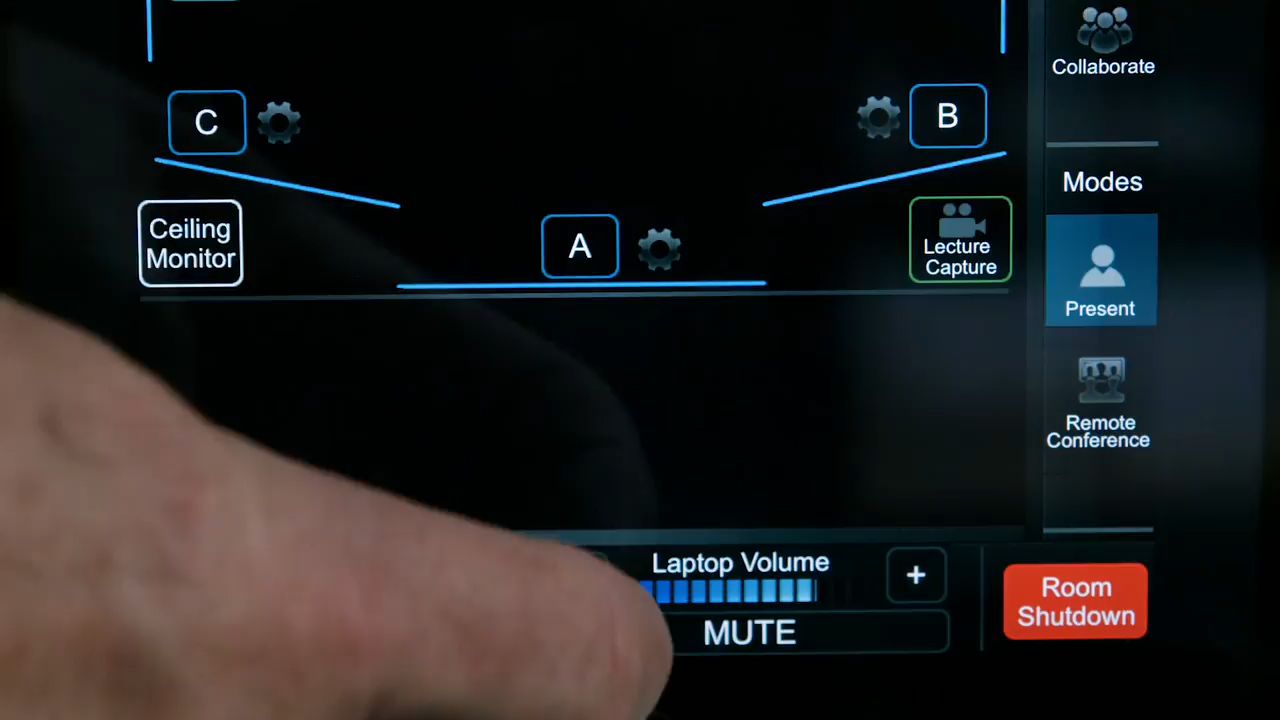 Collaborate
C
B
Modes
Ceiling
Monitor
A
Lecture
Capture
Present
Remote
Conference
Laptop Volume
+
MUTE
Room
Shutdown